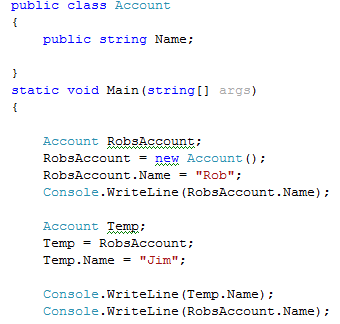 public class Account
{
    public string Name;

}
static void Main(string[] args)
{

    Account RobsAccount;
    RobsAccount = new Account();
    RobsAccount.Name = "Rob";
    Console.WriteLine(RobsAccount.Name);

    Account Temp;
    Temp = RobsAccount;
    Temp.Name = "Jim";

    Console.WriteLine(Temp.Name);
    Console.WriteLine(RobsAccount.Name);